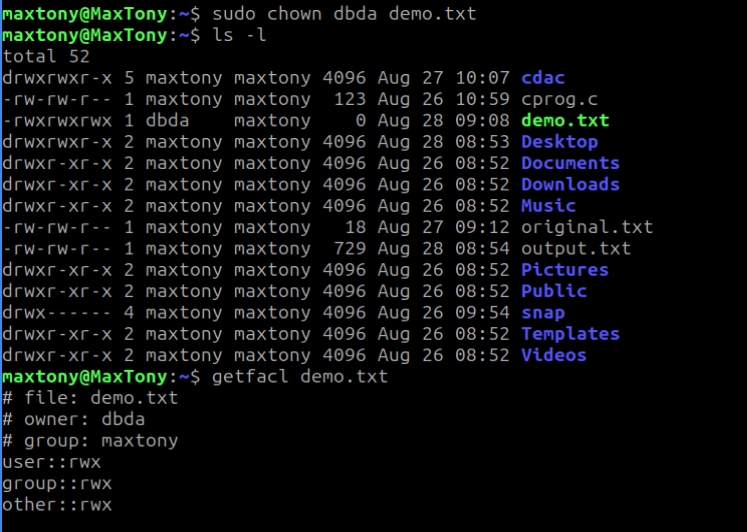 maxtony@MaxTony:~$ sudo chown dbda demo.txt
maxtony@MaxTony:~$ ls -l
total 52
drwxrwxr-x 5 maxtony maxtony 4096 Aug 27 10:07 cdac
-rw-rw-r-- 1 maxtony maxtony  123 Aug 26 10:59 cprog.c
-rwxrwxrwx 1 dbda    maxtony    0 Aug 28 09:08 demo.txt
drwxrwxr-x 2 maxtony maxtony 4096 Aug 28 08:53 Desktop
drwxr-xr-x 2 maxtony maxtony 4096 Aug 26 08:52 Documents
drwxr-xr-x 2 maxtony maxtony 4096 Aug 26 08:52 Downloads
drwxr-xr-x 2 maxtony maxtony 4096 Aug 26 08:52 Music
-rw-rw-r-- 1 maxtony maxtony   18 Aug 27 09:12 original.txt
-rw-rw-r-- 1 maxtony maxtony  729 Aug 28 08:54 output.txt
drwxr-xr-x 2 maxtony maxtony 4096 Aug 26 08:52 Pictures
drwxr-xr-x 2 maxtony maxtony 4096 Aug 26 08:52 Public
drwx------ 4 maxtony maxtony 4096 Aug 26 09:54 snap
drwxr-xr-x 2 maxtony maxtony 4096 Aug 26 08:52 Templates
drwxr-xr-x 2 maxtony maxtony 4096 Aug 26 08:52 Videos
maxtony@MaxTony:~$ getfacl demo.txt
# file: demo.txt
# owner: dbda
# group: maxtony
user::rwx
group::rwx
other::rwx